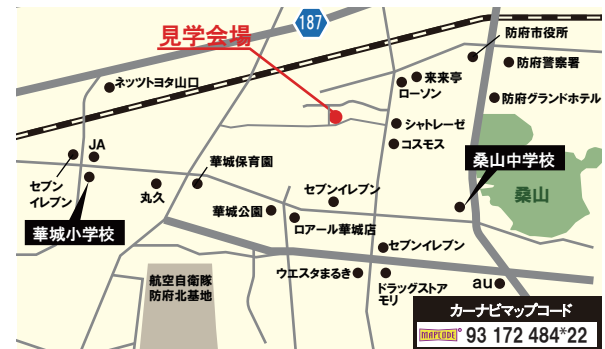 187
見学会場
防府市役所
防府警察署
来来亭
ローソン
ネッツトヨタ山口
防府グランドホテル
シャトレーゼ
コスモス
JA
華城保育園
桑山中学校
セブン
イレブン
丸久
セブンイレブン
桑山
華城公園
ロアール華城店
華城小学校
セブンイレブン
航空自衛隊
防府北基地
ウエスタまるき
ドラッグストア
モリ
au
カーナビマップコード
MAPCODE® 93 172 484*22